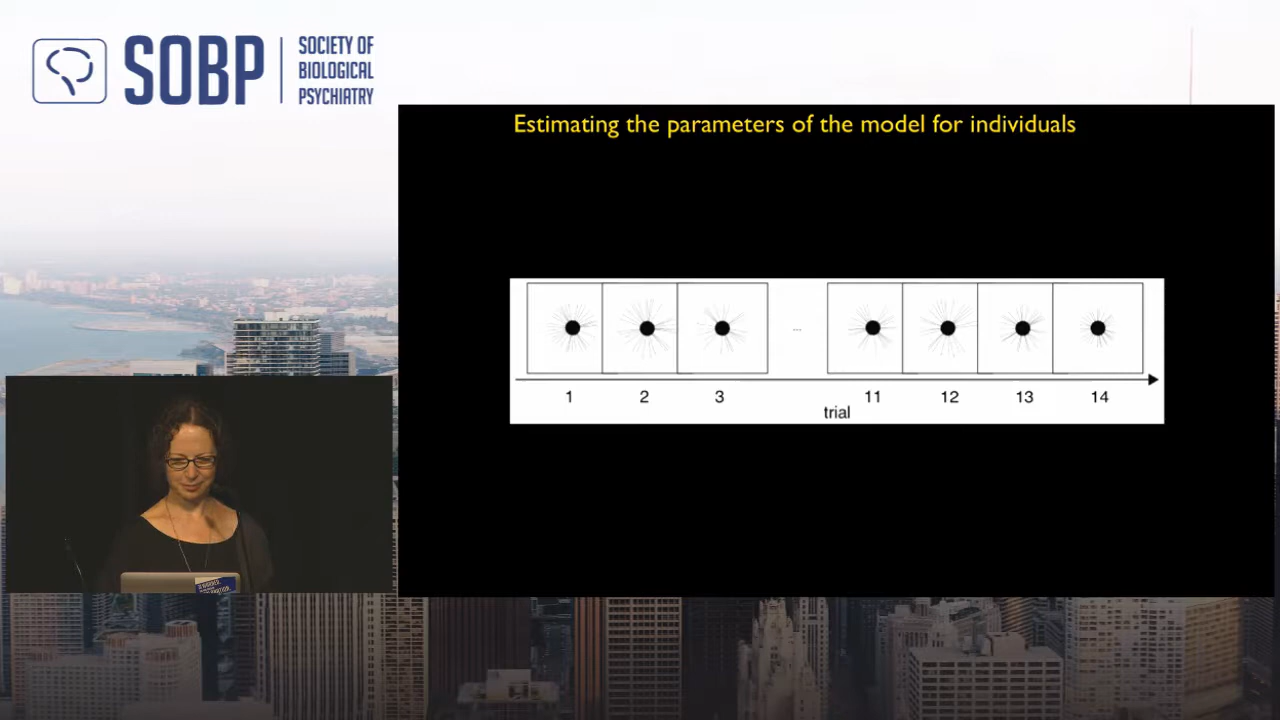 SOBP
SOCIETY OF
BIOLOGICAL
PSYCHIATRY
Estimating the parameters of the model for individuals
...
1 2 3 11 12 13 14
trial